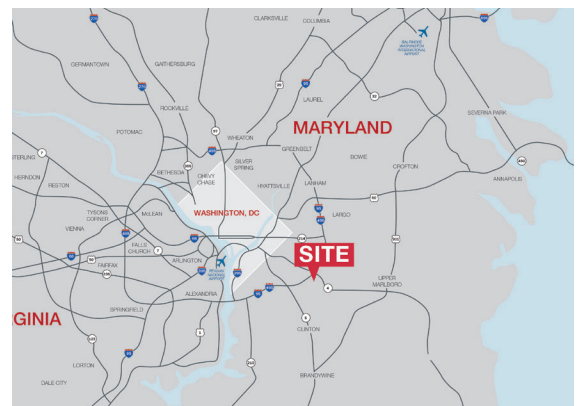 CLARKSVILLE
COLUMBIA
BALTIMORE
WASHINGTON
INTERNATIONAL
AIRPORT
GERMANTOWN
GAITHERSBURG
ROCKVILLE
LAUREL
SEVERNA PARK
POTOMAC
WHEATON
MARYLAND
STERLING
BETHESDA
SILVER
SPRING
GREENBELT
BOWIE
CROFTON
HERNDON
RESTON
CHEVY
CHASE
HYATTSVILLE
LANHAM
ANNAPOLIS
TYSONS
CORNER
McLEAN
WASHINGTON, DC
LARGO
VIENNA
FALLS
CHURCH
ARLINGTON
SITE
FAIRFAX
REAGAN
NATIONAL
AIRPORT
UPPER
MARLBORO
ALEXANDRIA
SPRINGFIELD
GINIA
CLINTON
LORTON
BRANDYWINE
DALE CITY